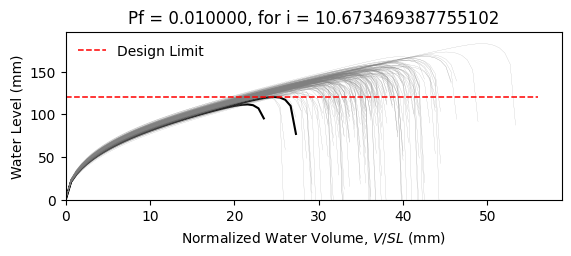 Pf = 0.010000, for i = 10.673469387755102
Design Limit
Water Level (mm)
150
100
50
0
0 10 20 30 40 50
Normalized Water Volume, V/SL (mm)